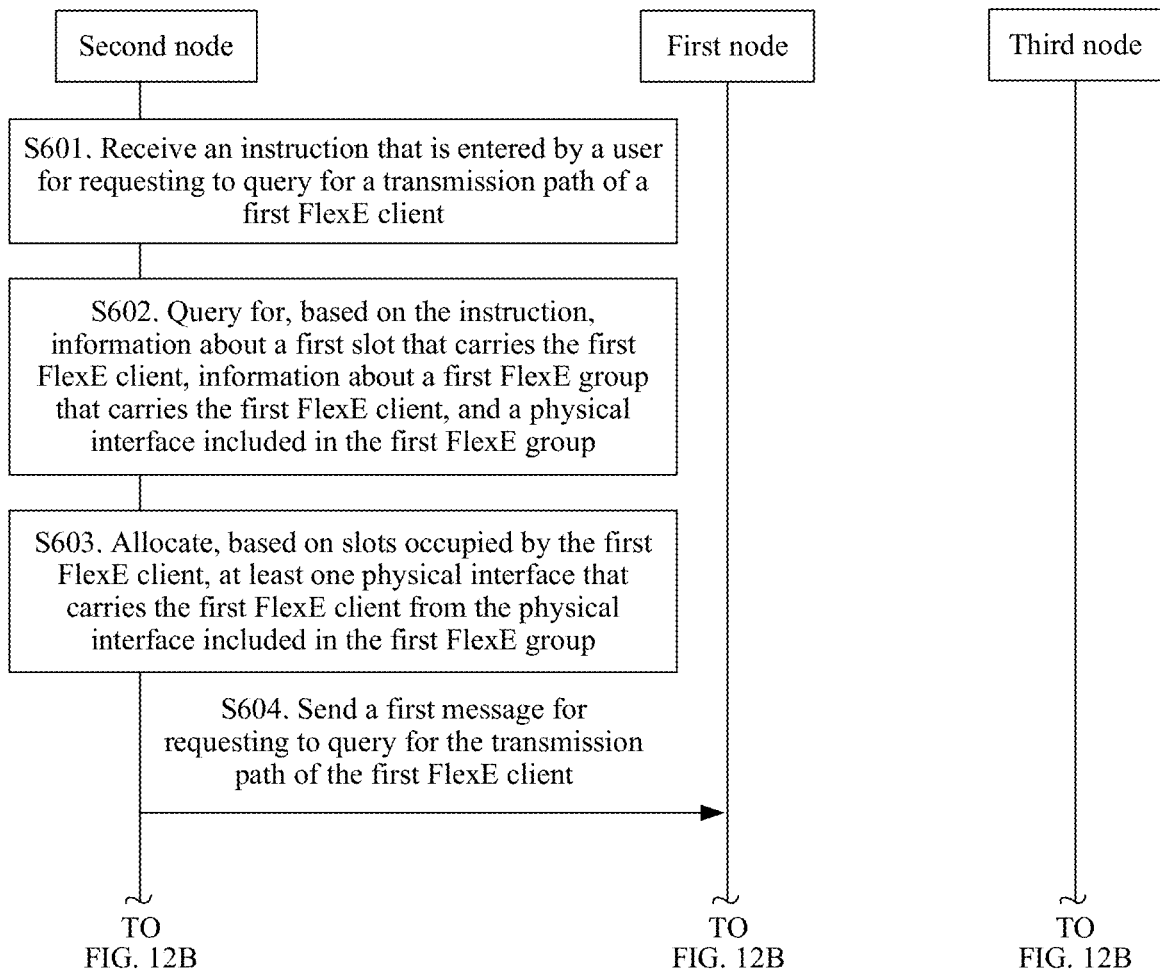 Second node
First node
Third node
S601. Receive an instruction that is entered by a user
for requesting to query for a transmission path of a
first FlexE client
S602. Query for, based on the instruction,
information about a first slot that carries the first
FlexE client, information about a first FlexE group
that carries the first FlexE client, and a physical
interface included in the first FlexE group
S603. Allocate, based on slots occupied by the first
FlexE client, at least one physical interface that
carries the first FlexE client from the physical
interface included in the first FlexE group
S604. Send a first message for
requesting to query for the transmission
path of the first FlexE client
TO
FIG. 12B
TO
FIG. 12B
TO
FIG. 12B